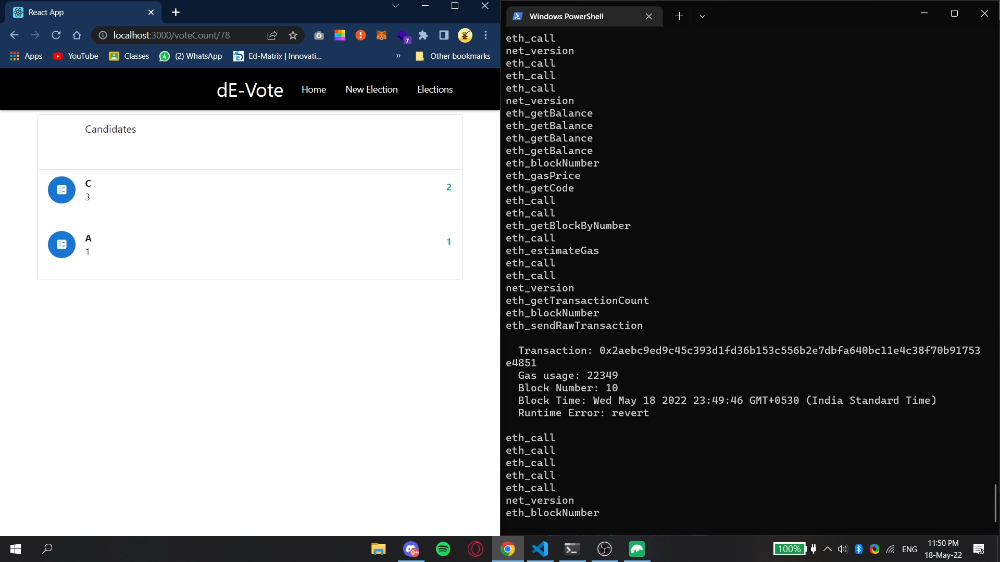 React App
localhost:3000/voteCount/78
7
Apps
YouTube
Classes
4
(2) WhatsApp
Ed-Matrix | Innovati...
»
Other bookmarks
dE-Vote
Home
New Election
Elections
Candidates
C
3
2
A
1
1
Windows PowerShell
eth_call
net_version
eth_call
eth_call
eth_call
net_version
eth_getBalance
eth_getBalance
eth_getBalance
eth_getBalance
eth_blockNumber
eth_gasPrice
eth_getCode
eth_call
eth_call
eth_getBlockByNumber
eth_call
eth_estimateGas
eth_call
eth_call
net_version
eth_getTransactionCount
eth_blockNumber
eth_sendRawTransaction
Transaction: 0x2aebc9ed9c45c393d1fd36b153c556b2e7dbfa640bc11e4c38f70b91753
e4851
Gas usage: 22349
Block Number: 10
Block Time: Wed May 18 2022 23:49:46 GMT+0530 (India Standard Time)
Runtime Error: revert
eth_call
eth_call
eth_call
eth_call
eth_call
net_version
eth_blockNumber
9+
100%
ENG
11:50 PM
18-May-22